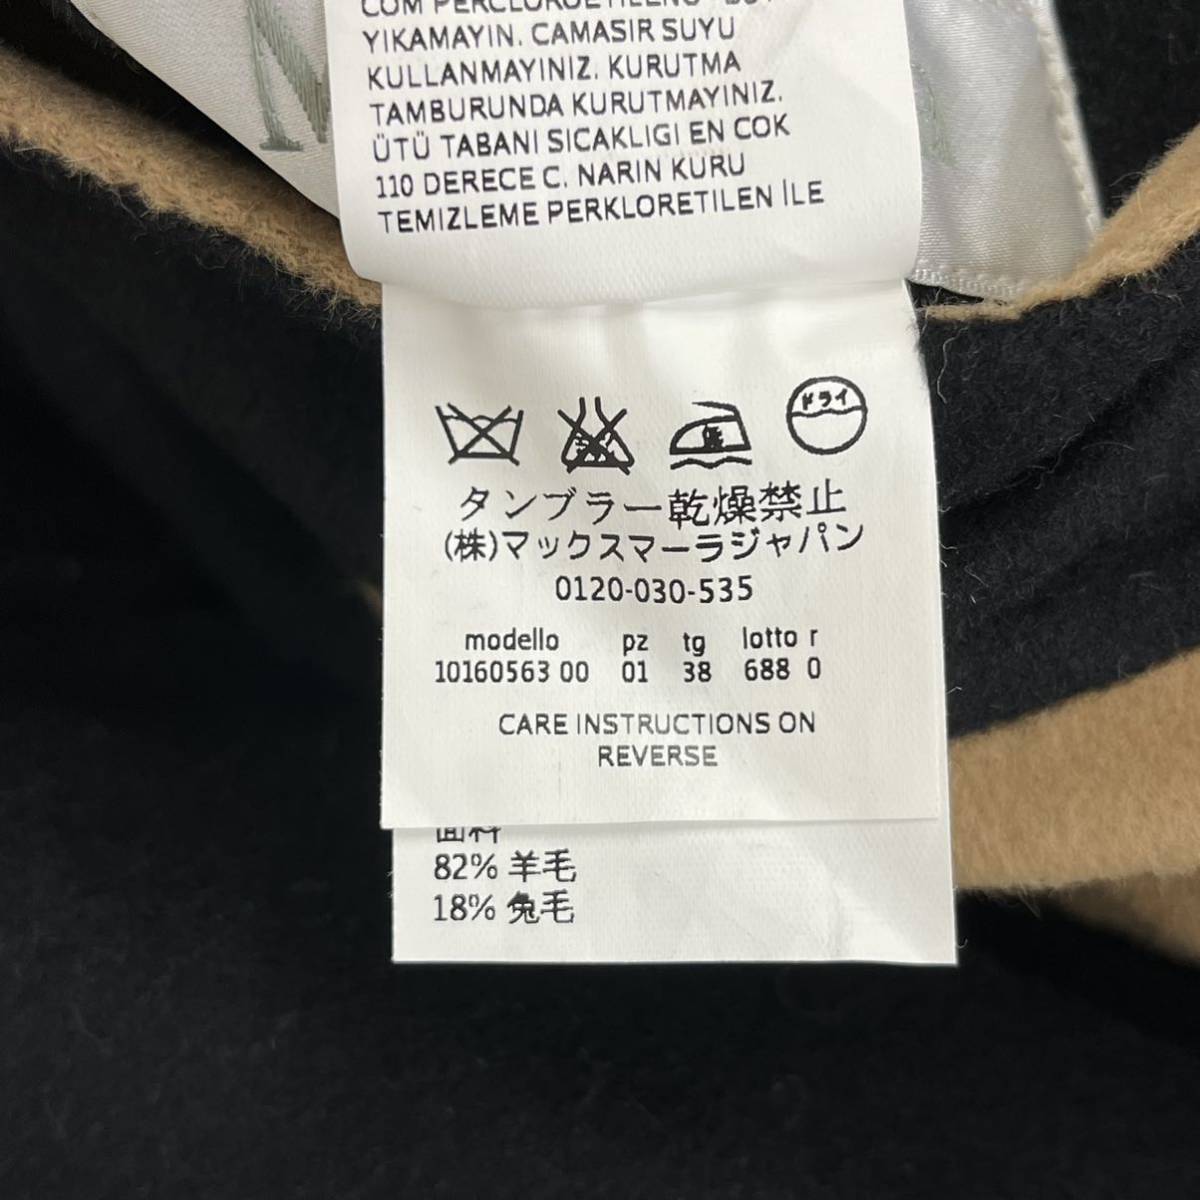 YIKAMAYIN. CAMASIR SUYU
KULLANMAYINIZ. KURUTMA
TAMBURUNDA KURUTMAYINIZ.
ÜTÜ TABANI SICAKLIGI EN COK
110 DERECE C. NARIN KURU
TEMIZLEME PERKLORETILEN İLE
ドライ
タンブラー乾燥禁止
(株)マックスマーラジャパン
0120-030-535
modello pz tg lotto r
10160563 00 01 38 688 0
CARE INSTRUCTIONS ON
REVERSE
面料
82% 羊毛
18% 兔毛